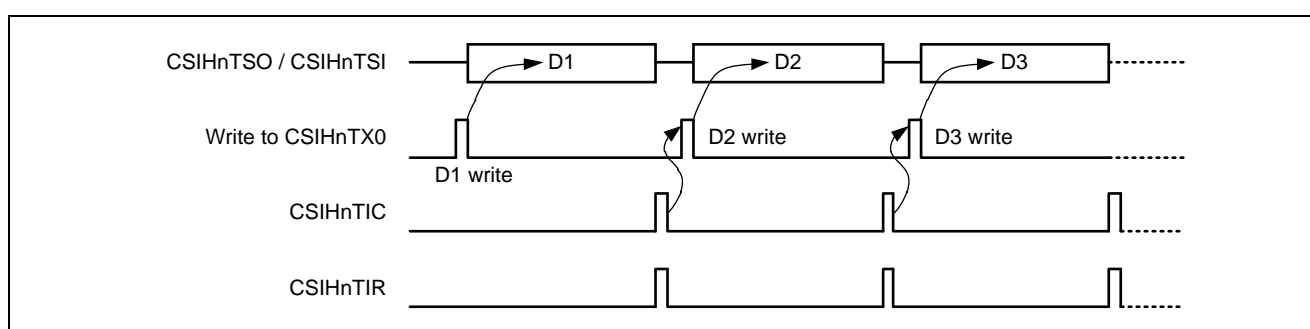 CSIHnTSO / CSIHnTSI D1 D2 D3
Write to CSIHnTX0 D2 write D3 write
D1 write
CSIHnTIC
CSIHnTIR